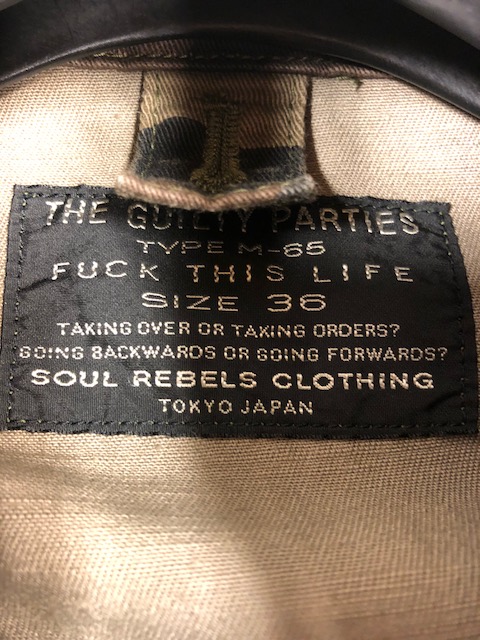 THE GUILTY PARTIES
TYPE M-65
FUCK THIS LIFE
SIZE 36
TAKING OVER OR TAKING ORDERS?
GOING BACKWARDS OR GOING FORWARDS?
SOUL REBELS CLOTHING
TOKYO JAPAN